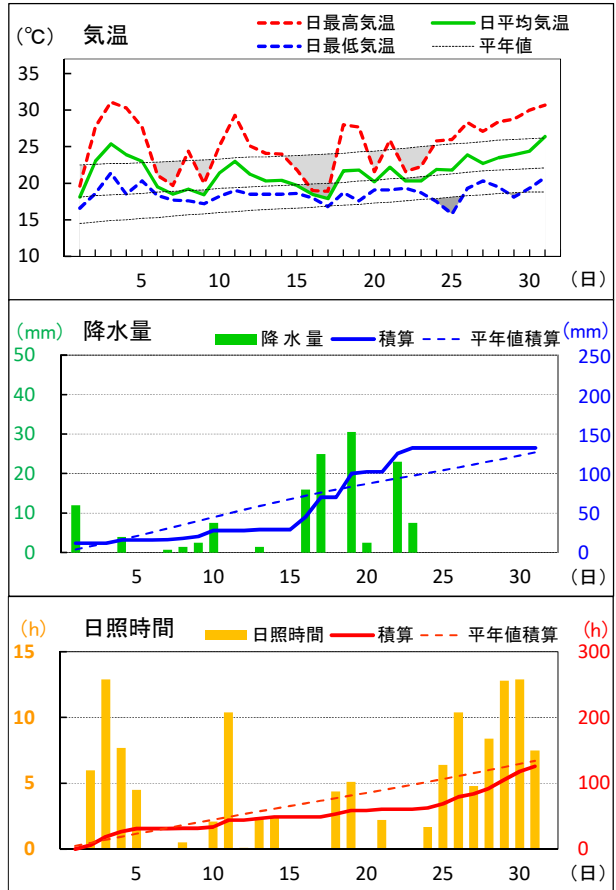 (℃) 気温
日最高気温 日平均気温
日最低気温 平年値
35
30
25
20
15
10
5 10 15 20 25 30 (日)
(mm) 降水量 (mm)
降水量 積算 平年値積算
50 250
40 200
30 150
20 100
10 50
0 0
5 10 15 20 25 30 (日)
(h) 日照時間 (h)
日照時間 積算 平年値積算
15 300
10 200
5 100
0 0
5 10 15 20 25 30 (日)